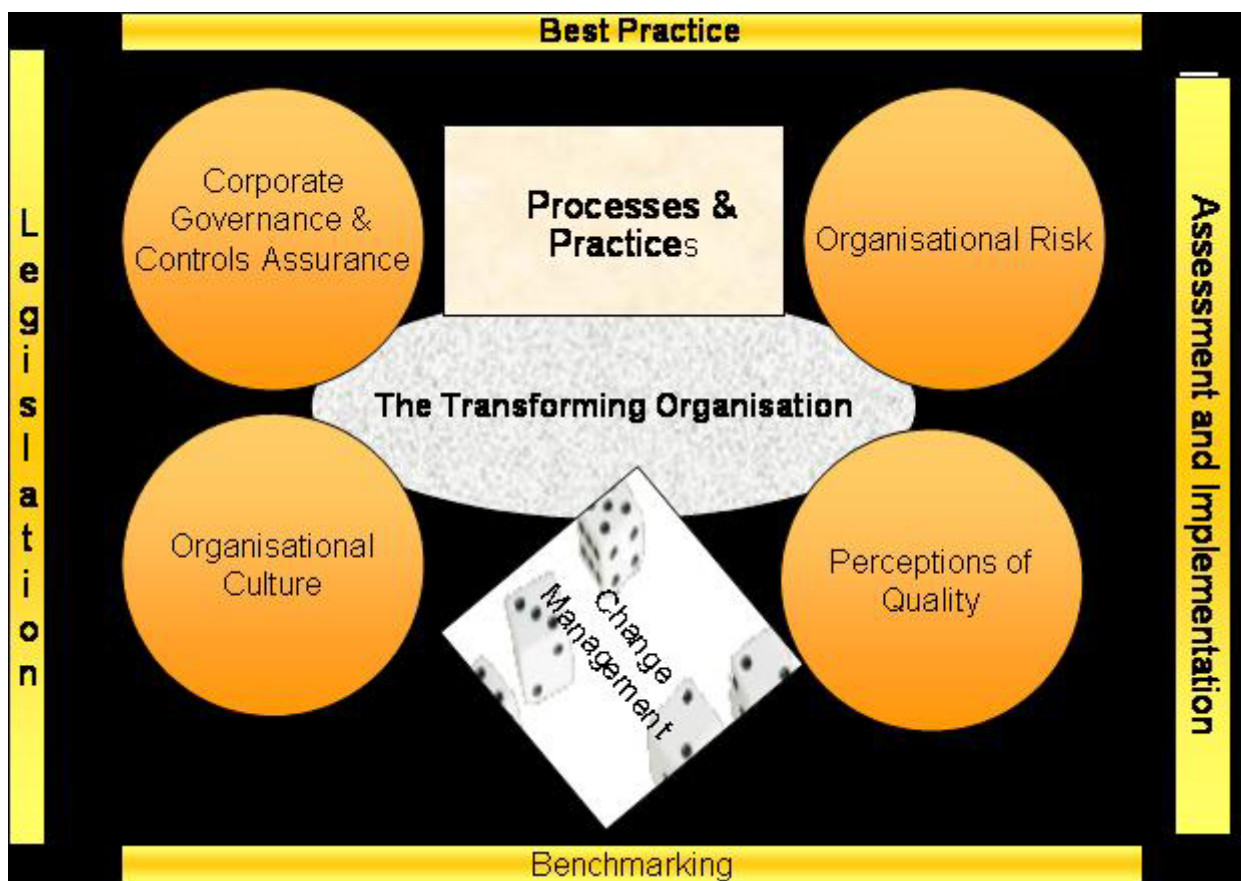 Best Practice
Legislation
Corporate
Governance &
Controls Assurance
Processes &
Practices
Organisational Risk
Assessment and Implementation
The Transforming Organisation
Organisational
Culture
Change
Management
Perceptions of
Quality
Benchmarking